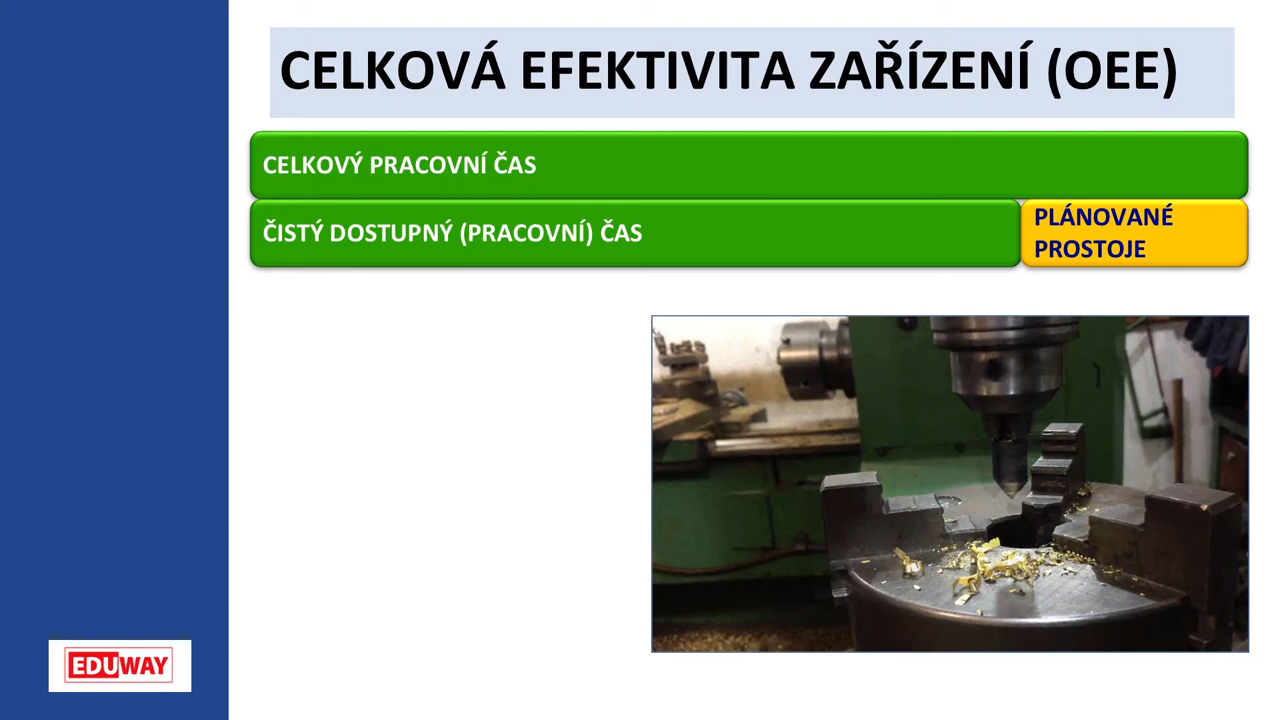 CELKOVÁ EFEKTIVITA ZAŘÍZENÍ (OEE)
CELKOVÝ PRACOVNÍ ČAS
ČISTÝ DOSTUPNÝ (PRACOVNÍ) ČAS
PLÁNOVANÉ
PROSTOJE
EDUWAY